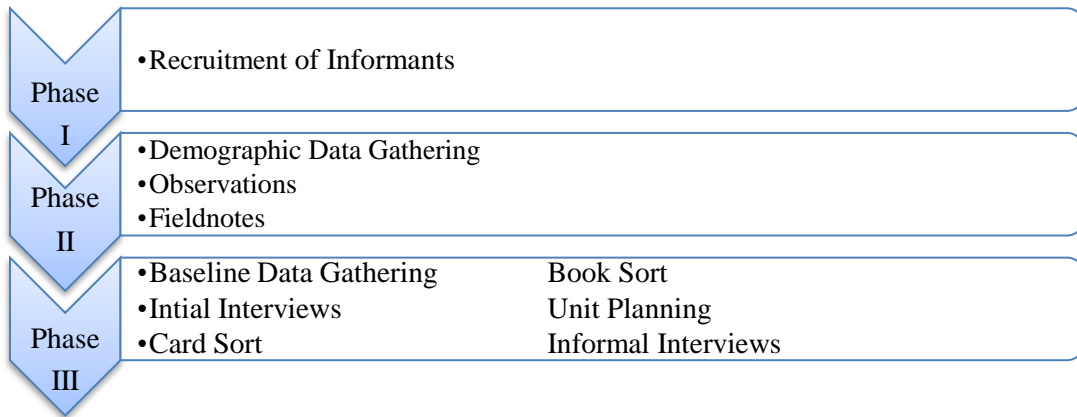 Phase
I
•Recruitment of Informants
Phase
II
•Demographic Data Gathering
•Observations
•Fieldnotes
Phase
III
•Baseline Data Gathering Book Sort
•Intial Interviews Unit Planning
•Card Sort Informal Interviews